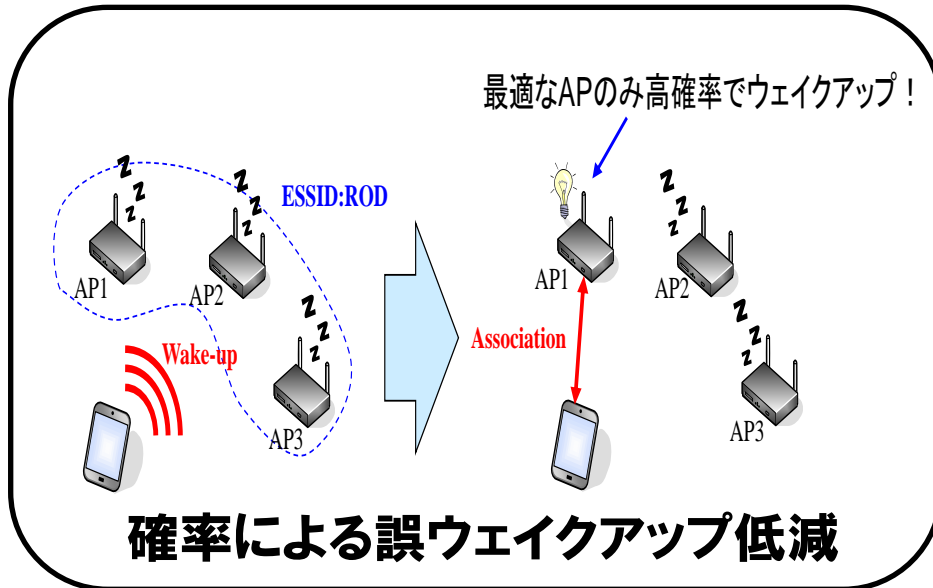 最適なAPのみ高確率でウェイクアップ！
z z z z
z z z z
ESSID:ROD
AP1
AP2
z z z z
Wake-up
AP3
z z z z
AP1
AP2
z z z z
Association
AP3
確率による誤ウェイクアップ低減